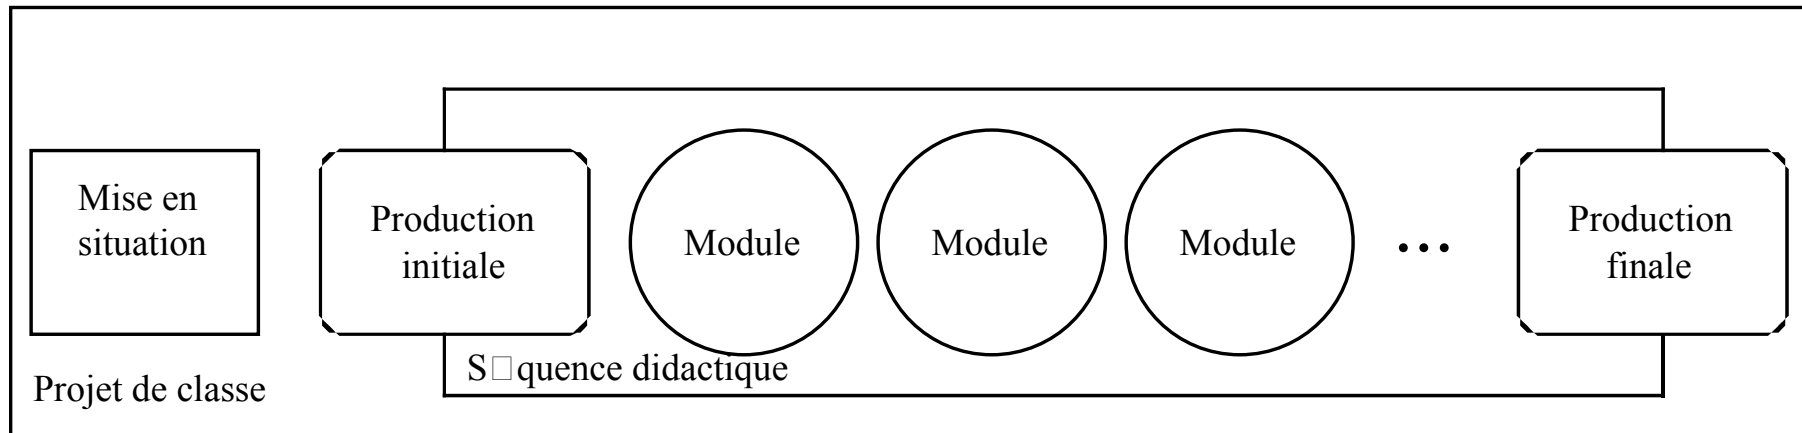 Mise en
situation
Production
initiale
Module
Module
Module
...
Production
finale
S□quence didactique
Projet de classe